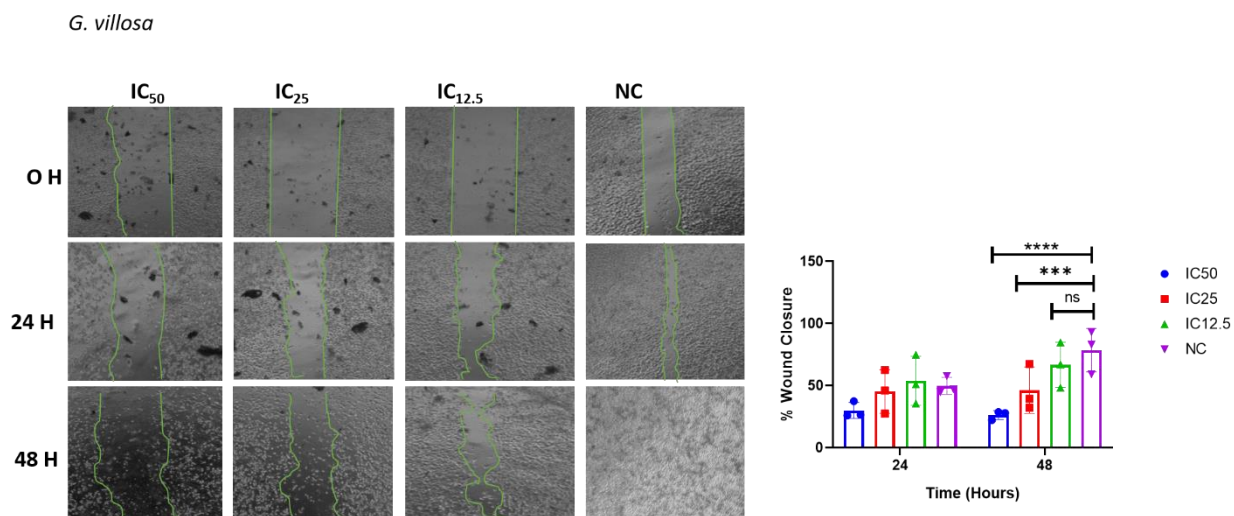 G. villosa
IC₅₀ IC₂₅ IC₁₂.₅ NC
O H
24 H
48 H
****
***
ns
150
100
50
0
% Wound Closure
24 48
Time (Hours)
IC50
IC25
IC12.5
NC